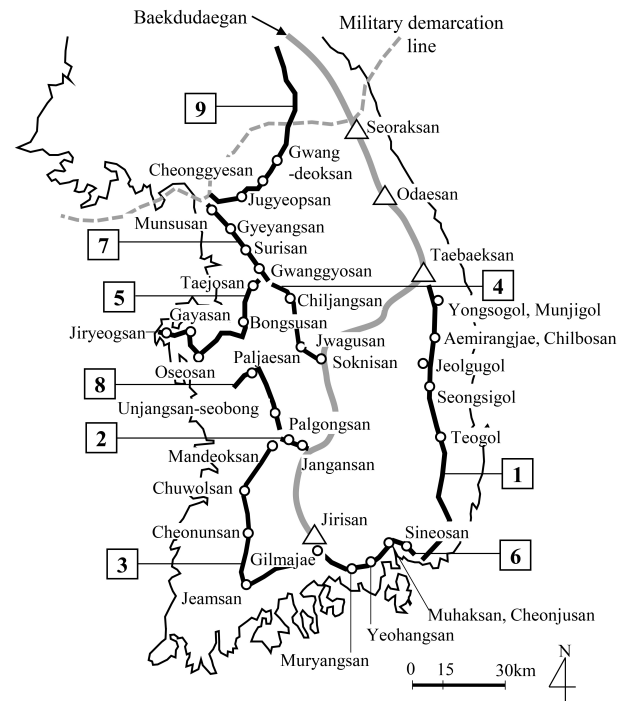 Baekdudaegan
Military demarcation
line
9
Seoraksan
Gwang
-deoksan
Cheonggyesan
Odaesan
Jugyeopsan
Munsusan
Gyeyangsan
7
Surisan
Taebaeksan
Gwanggyosan
Taejosan
4
5
Chiljangsan
Yongsogol, Munjigol
Gayasan
Bongsusan
Jiryeogsan
Aemirangjae, Chilbosan
Jwagusan
Oseosan
Paljaesan
Soknisan
Jeolgugol
8
Seongsigol
Unjangsan-seobong
Palgongsan
2
Teogol
Mandeoksan
Jangansan
1
Chuwolsan
Jirisan
Cheonunsan
Sineosan
Gilmajae
6
3
Jeamsan
Muhaksan, Cheonjusan
Yeohangsan
Muryangsan
N
0 15 30km